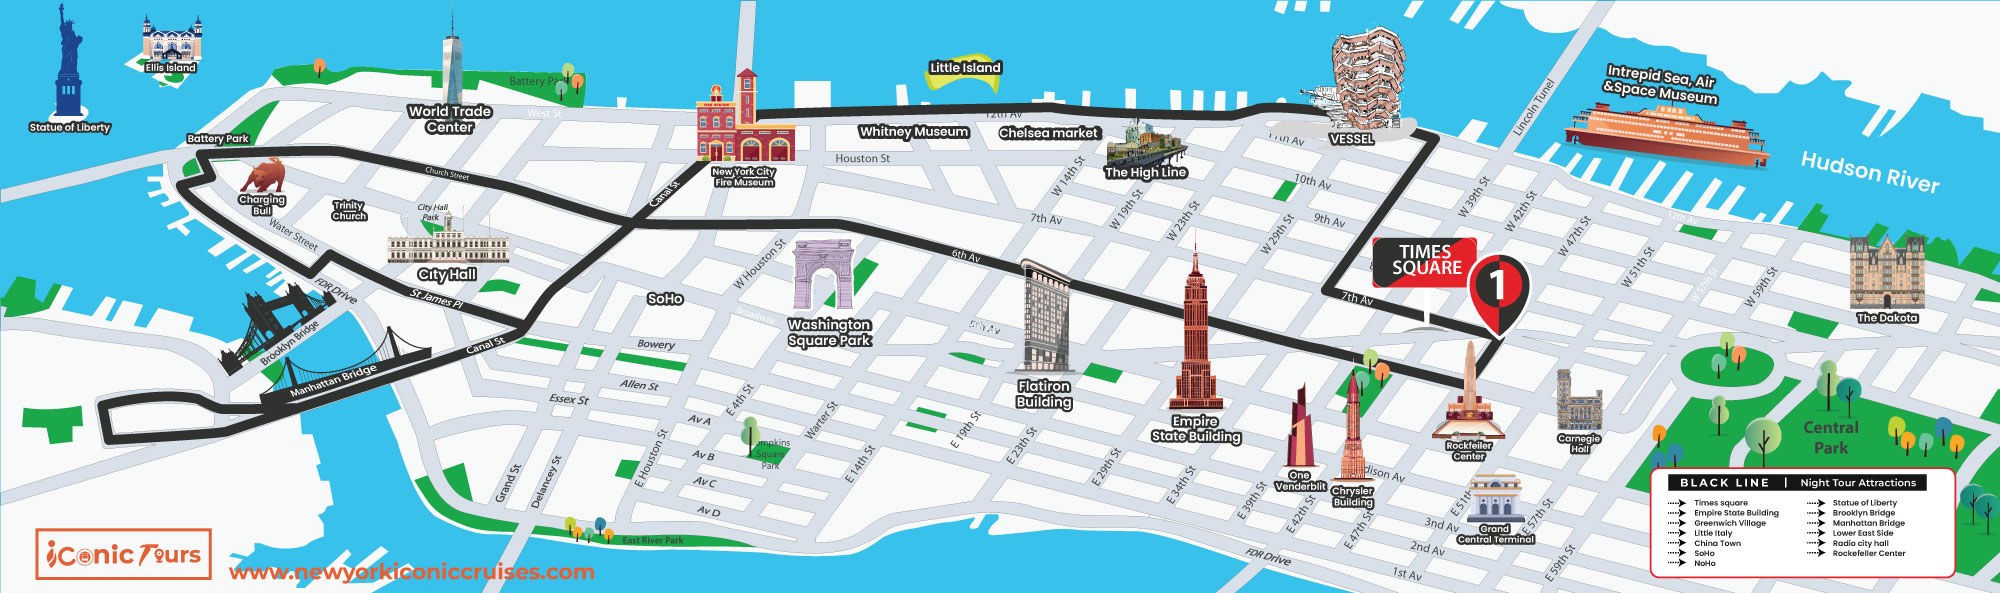 Statue of Liberty
Ellis Island
Battery Park
World Trade
Center
Battery Park
West St
Little Island
12th Av
Whitney Museum
Chelsea market
Houston St
New York City
Fire Museum
Canal St
Church Street
Charging
Bull
Trinity
Church
City Hall
Park
City Hall
Water Street
FDR Drive
St James Pl
Brooklyn Bridge
Manhattan Bridge
Canal St
The High Line
VESSEL
11th Av
10th Av
9th Av
7th Av
W 14th St
W 19th St
W 23th St
W 29th St
W 39th St
W 42th St
W 47th St
W 51th St
W 57th St
W 59th St
12th Av
Lincoln Tunel
Intrepid Sea, Air
&Space Museum
Hudson River
The Dakota
TIMES
SQUARE
1
7th Av
6th Av
W Houston St
SoHo
Broadway
Washington
Square Park
5th Av
Flatiron
Building
Empire
State Building
One
Venderblit
Chrysler
Building
Rockfeiler
Center
Carnegie
Hall
Grand
Central Terminal
Central
Park
Bowery
Allen St
Essex St
Av A
Av B
Av C
Av D
E 4th St
Warter St
E Houston St
Grand St
Delancey St
Tompkins
Square
Park
E 14th St
E 19th St
E 23th St
E 29th St
E 34th St
E 39th St
E 42th St
E 47th St
E 51th St
E 57th St
E 59th St
Madison Av
3nd Av
2nd Av
1st Av
FDR Drive
East River Park
iconic Tours
www.newyorkiconiccruises.com
BLACK LINE | Night Tour Attractions
Times square
Empire State Building
Greenwich Village
Little Italy
China Town
SoHo
NoHo
Statue of Liberty
Brooklyn Bridge
Manhattan Bridge
Lower East Side
Radio city hall
Rockefeller Center